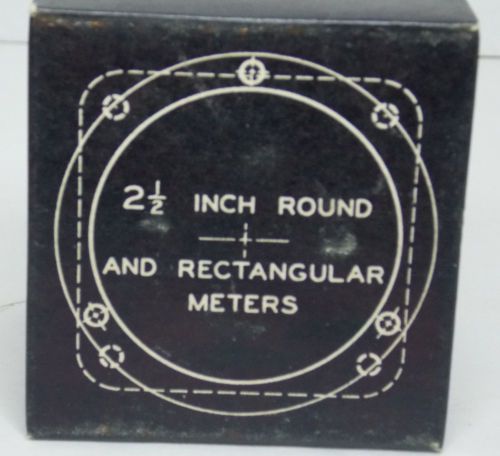 2½ INCH ROUND
AND RECTANGULAR
METERS